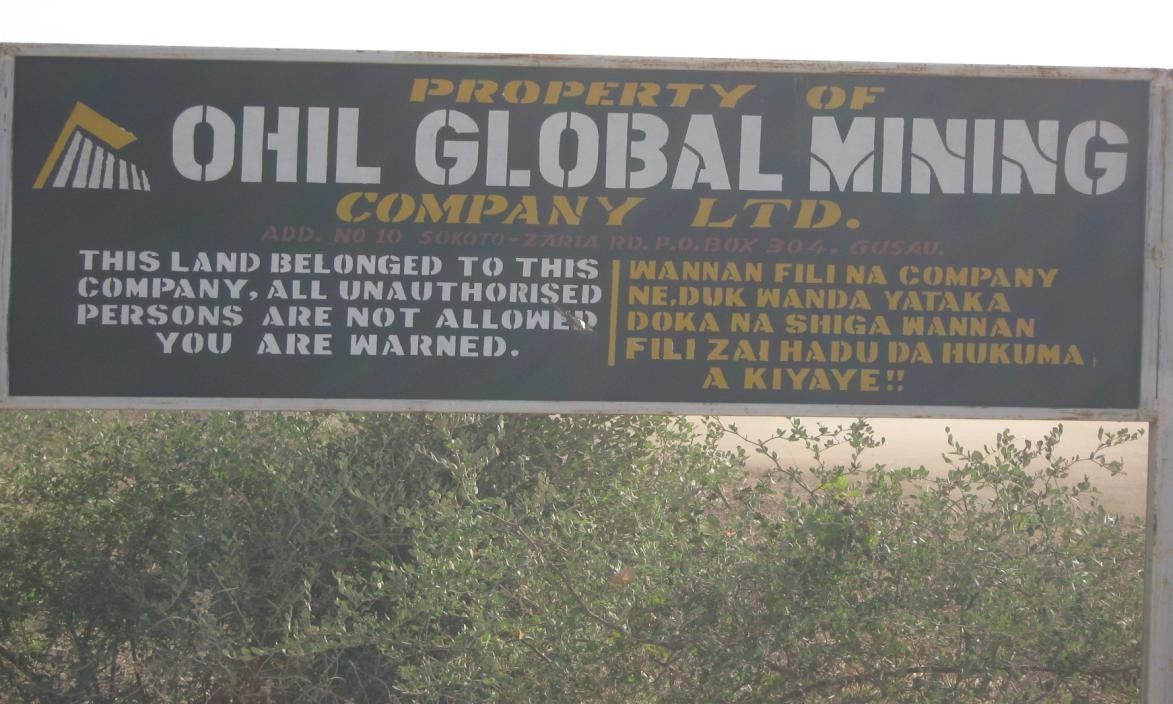 PROPERTY OF
OHIL GLOBAL MINING
COMPANY LTD.
ADD. NO 10 SOKOTO-ZARIA RD. P.O.BOX 304, GUSAU.
THIS LAND BELONGED TO THIS
COMPANY, ALL UNAUTHORISED
PERSONS ARE NOT ALLOWED
YOU ARE WARNED.
WANNAN FILI NA COMPANY
NE,DUK WANDA YATAKA
DOKA NA SHIGA WANNAN
FILI ZAI HADU DA HUKUMA
A KIYAYE!!